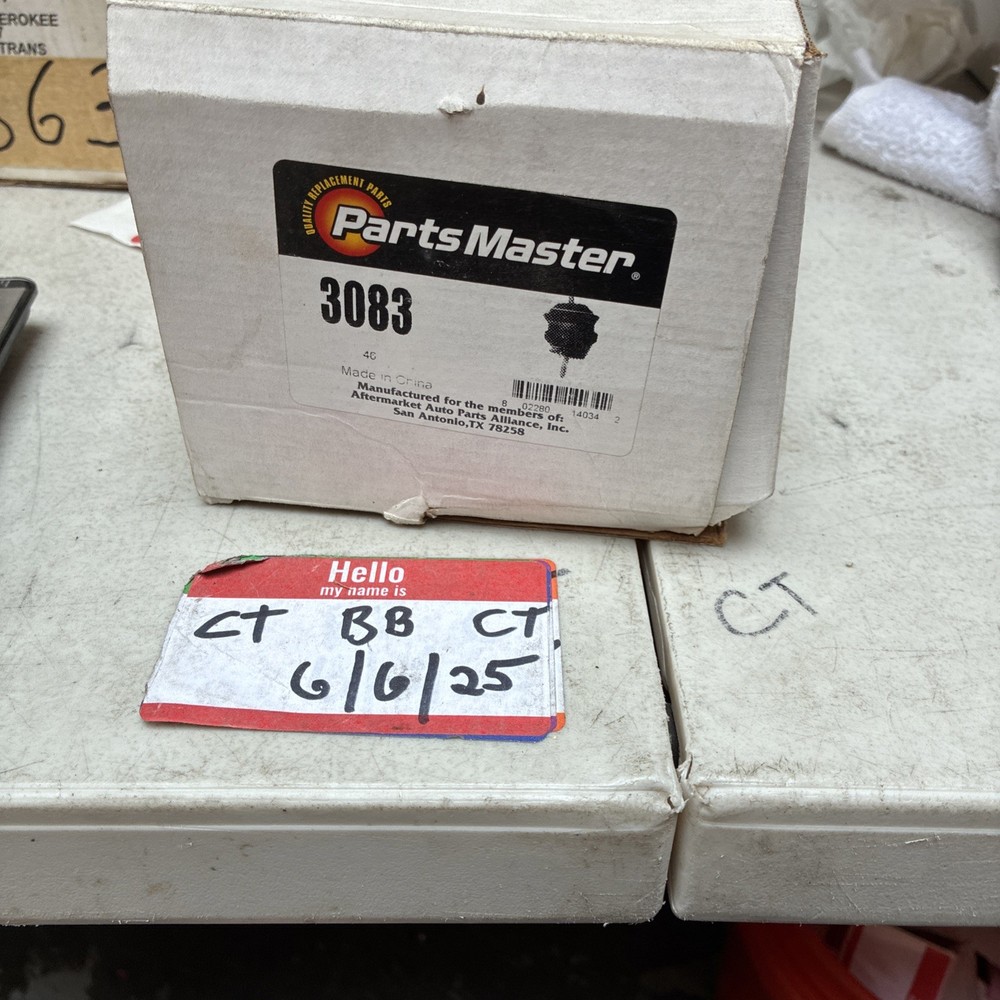 EROKEE
TRANS
63
QUALITY REPLACEMENT PARTS
PartsMaster®
3083
46
Made in China
Manufactured for the members of:
Aftermarket Auto Parts Alliance, Inc.
San Antonio, TX 78258
8 02280 14034 2
Hello
my name is
CT BB CT
6/6/25
CT